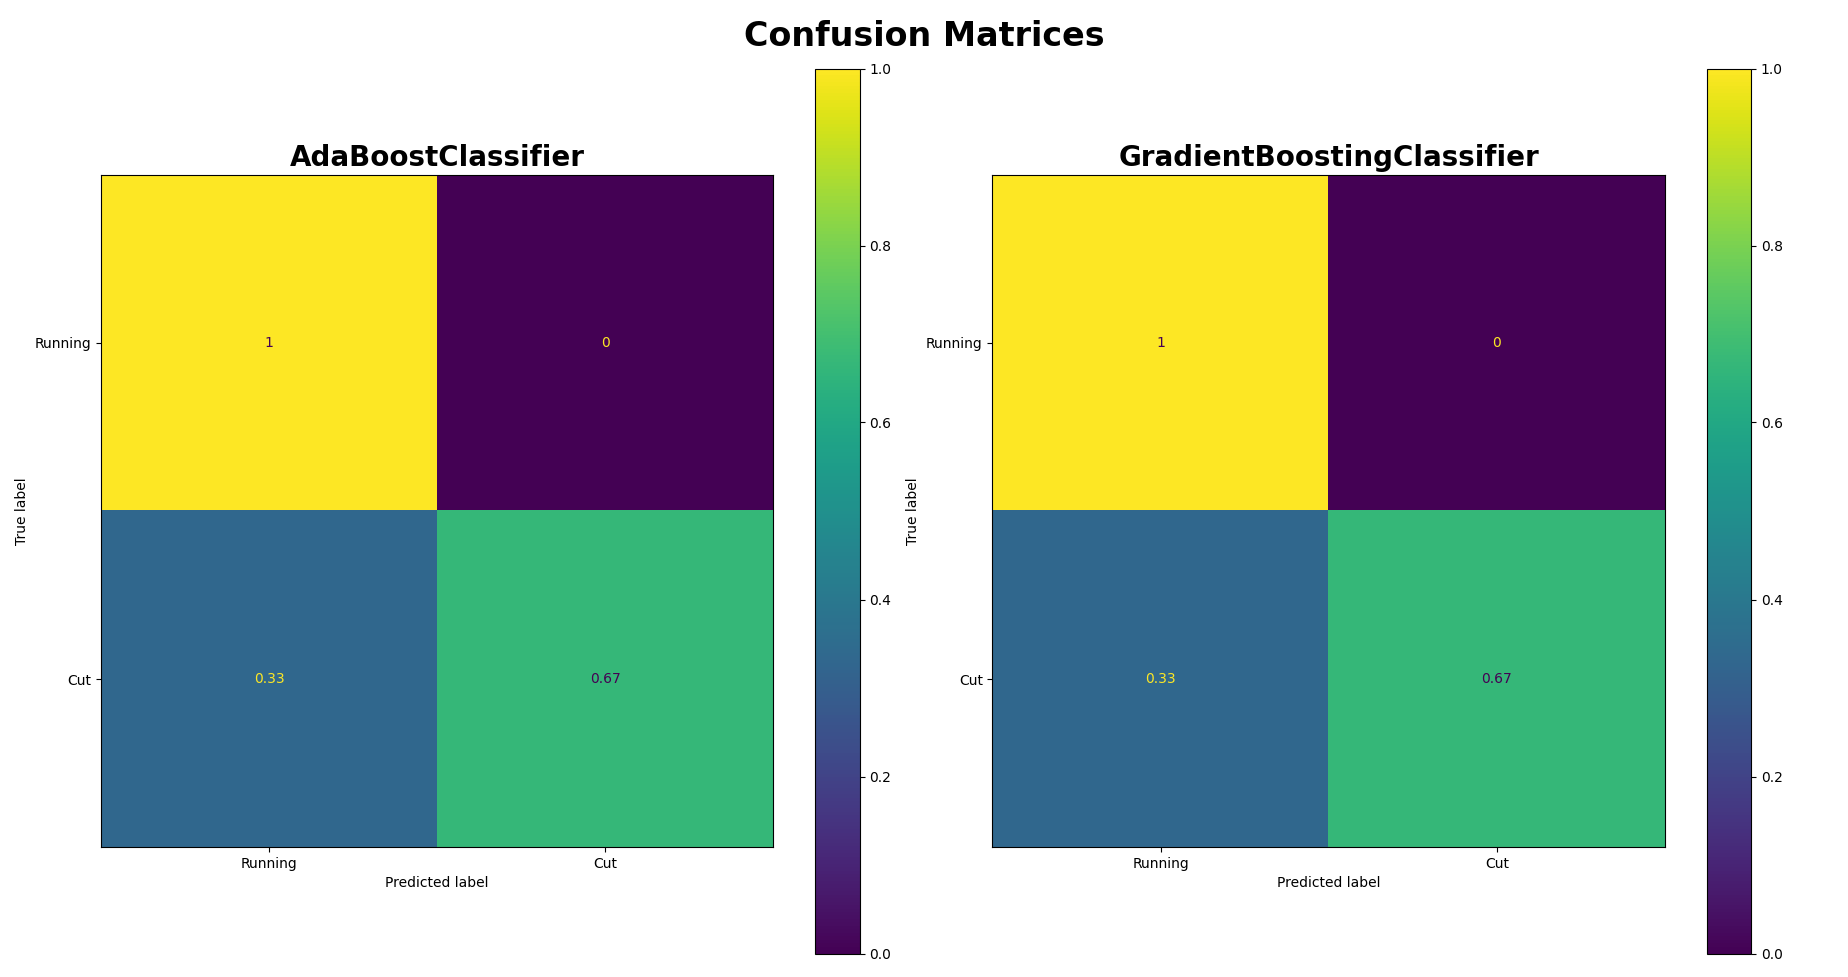 Confusion Matrices
AdaBoostClassifier
True label
Running
Cut
1
0
0.33
0.67
Running
Cut
Predicted label
1.0
0.8
0.6
0.4
0.2
0.0
GradientBoostingClassifier
True label
Running
Cut
1
0
0.33
0.67
Running
Cut
Predicted label
1.0
0.8
0.6
0.4
0.2
0.0